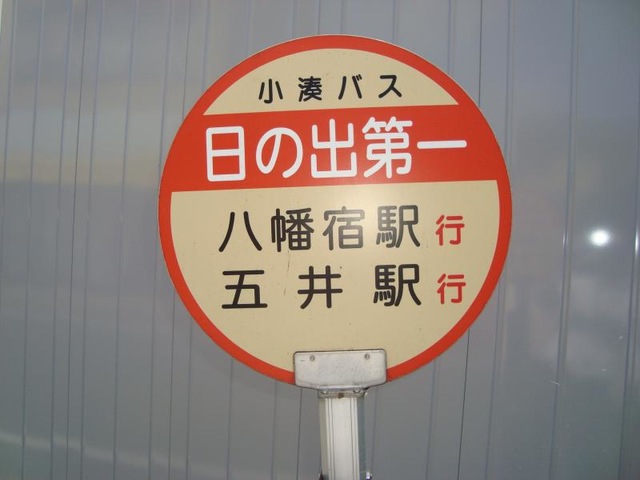 小湊バス
日の出第一
八幡宿駅行
五井駅行